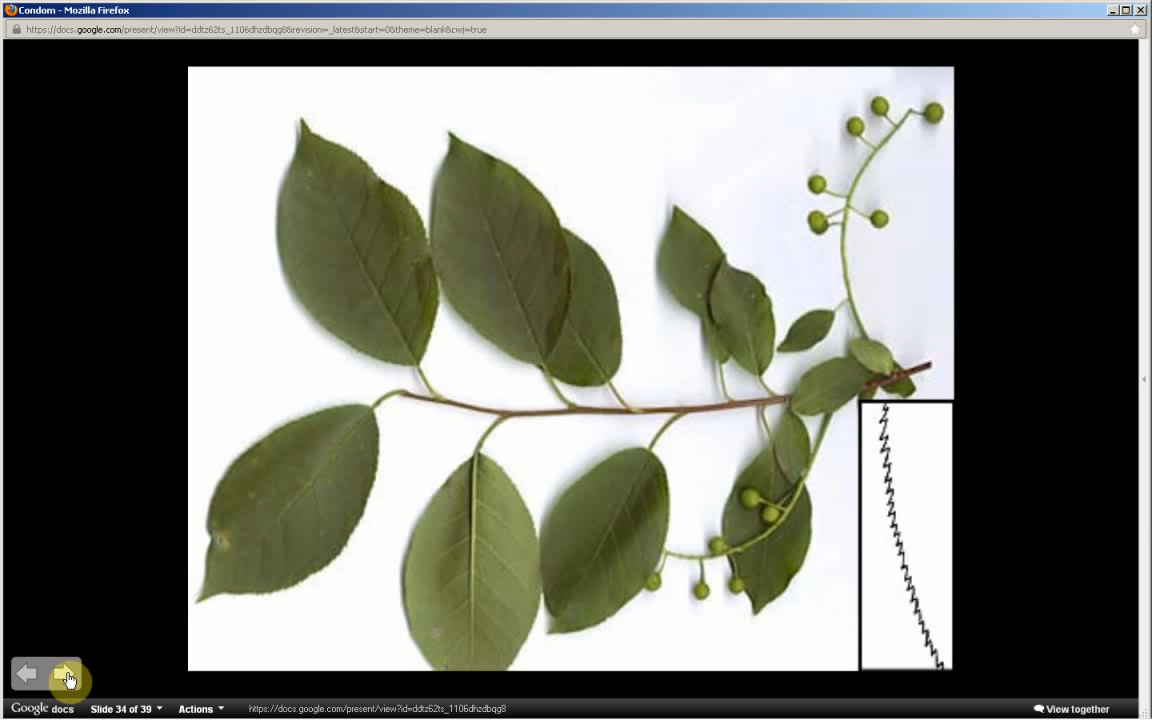 Condom - Mozilla Firefox
https://docs.google.com/present/view?id=ddtz62ts_1106dhzdbqg8&revision=_latest&start=0&theme=blank&cwj=true
Google docs Slide 34 of 39 Actions https://docs.google.com/present/view?id=ddtz62ts_1106dhzdbqg8 View together